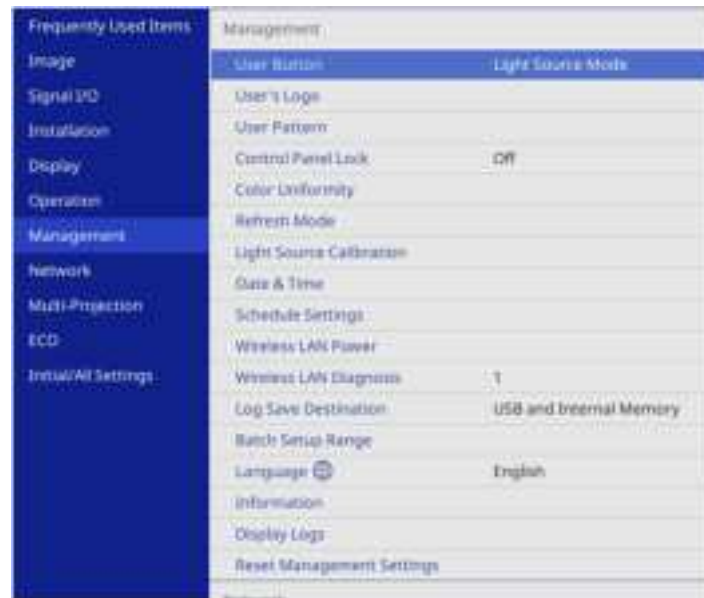 Frequently Used Items
Image
Signal I/O
Installation
Display
Operation
Management
Network
Multi-Projection
ECO
Initial/All Settings
Management
User Button Light Source Mode
User's Logo
User Pattern
Control Panel Lock Off
Color Uniformity
Refresh Mode
Light Source Calibration
Date & Time
Schedule Settings
Wireless LAN Power
Wireless LAN Diagnosis 1
Log Save Destination USB and Internal Memory
Batch Setup Range
Language English
Information
Display Logs
Reset Management Settings